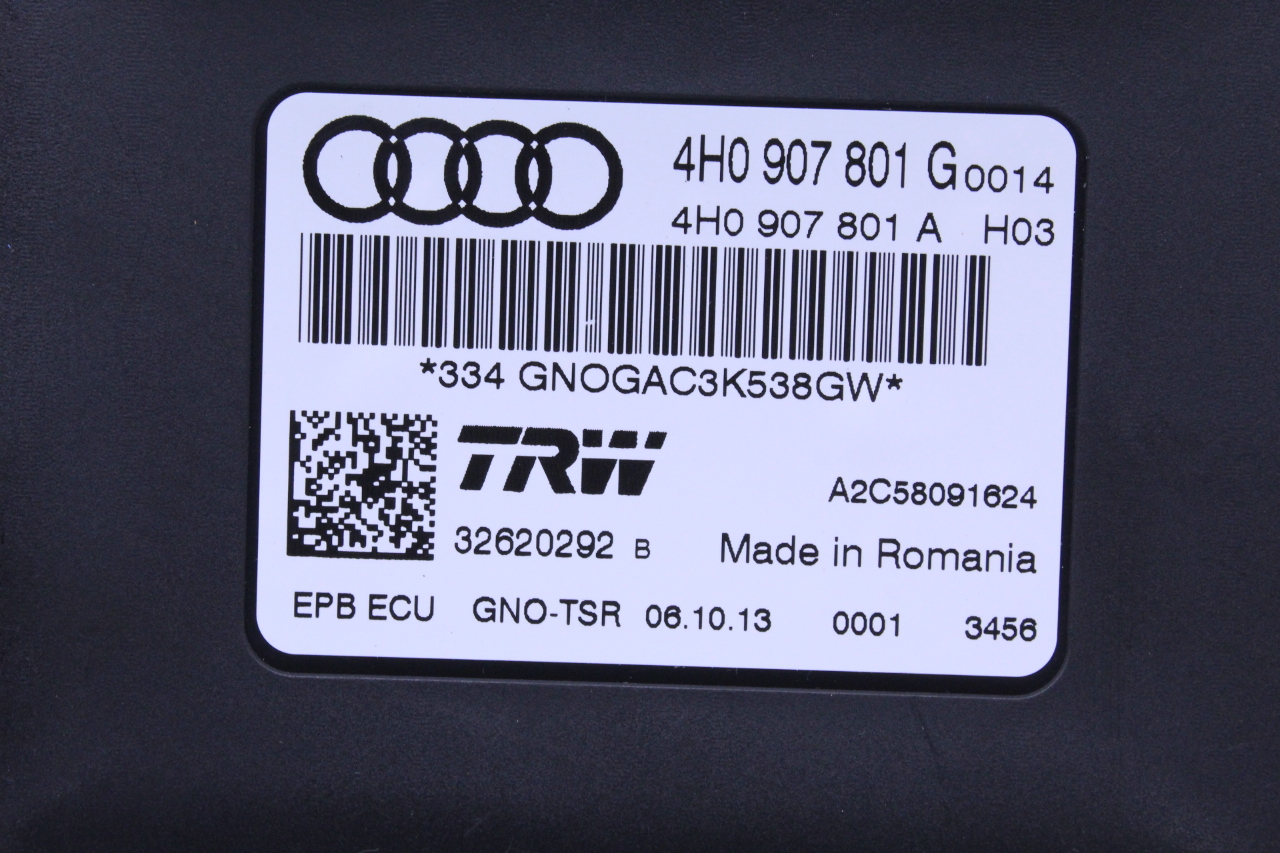 4H0 907 801 G 0014
4H0 907 801 A H03
*334 GNOGAC3K538GW*
TRW
A2C58091624
32620292 B Made in Romania
EPB ECU GNO-TSR 06.10.13 0001 3456